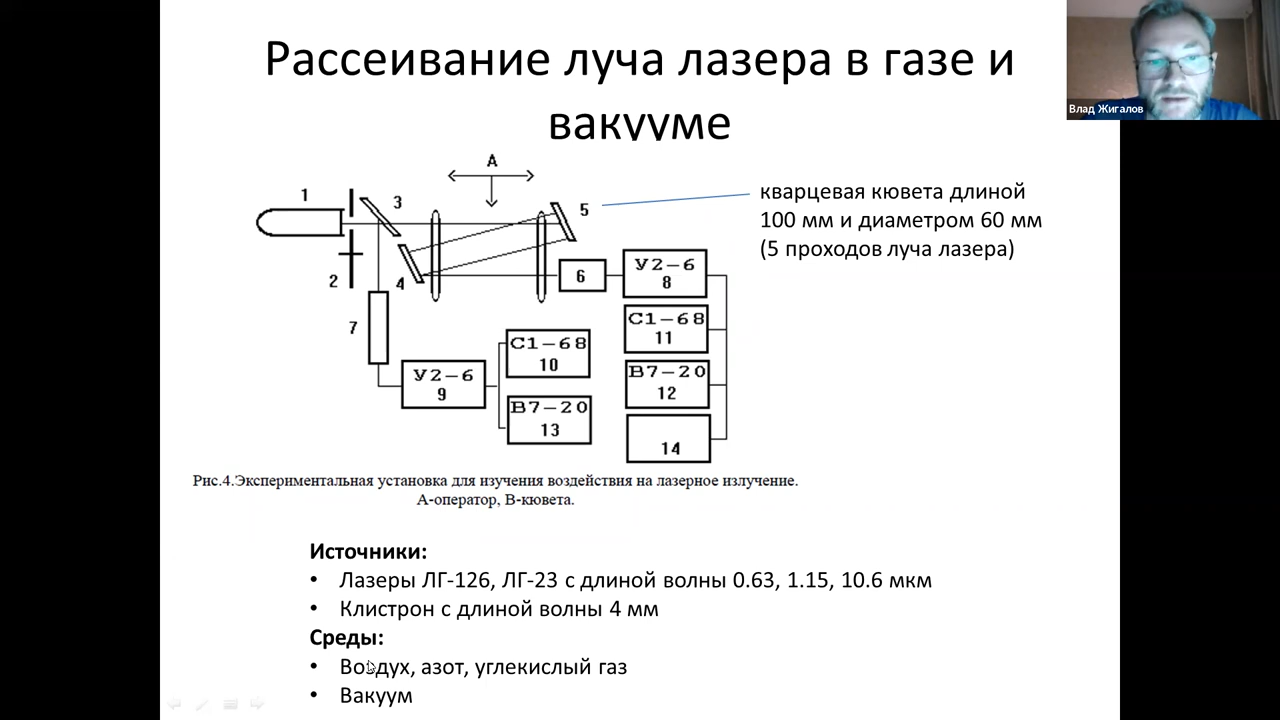 Рассеивание луча лазера в газе и
вакууме
Влад Жигалов
А
1
3
5
кварцевая кювета длиной
100 мм и диаметром 60 мм
(5 проходов луча лазера)
2
4
6
У2-6
8
7
С1-68
11
С1-68
10
У2-6
9
В7-20
12
В7-20
13
14
Рис.4.Экспериментальная установка для изучения воздействия на лазерное излучение.
А-оператор, В-кювета.
Источники:
• Лазеры ЛГ-126, ЛГ-23 с длиной волны 0.63, 1.15, 10.6 мкм
• Клистрон с длиной волны 4 мм
Среды:
• Воздух, азот, углекислый газ
• Вакуум